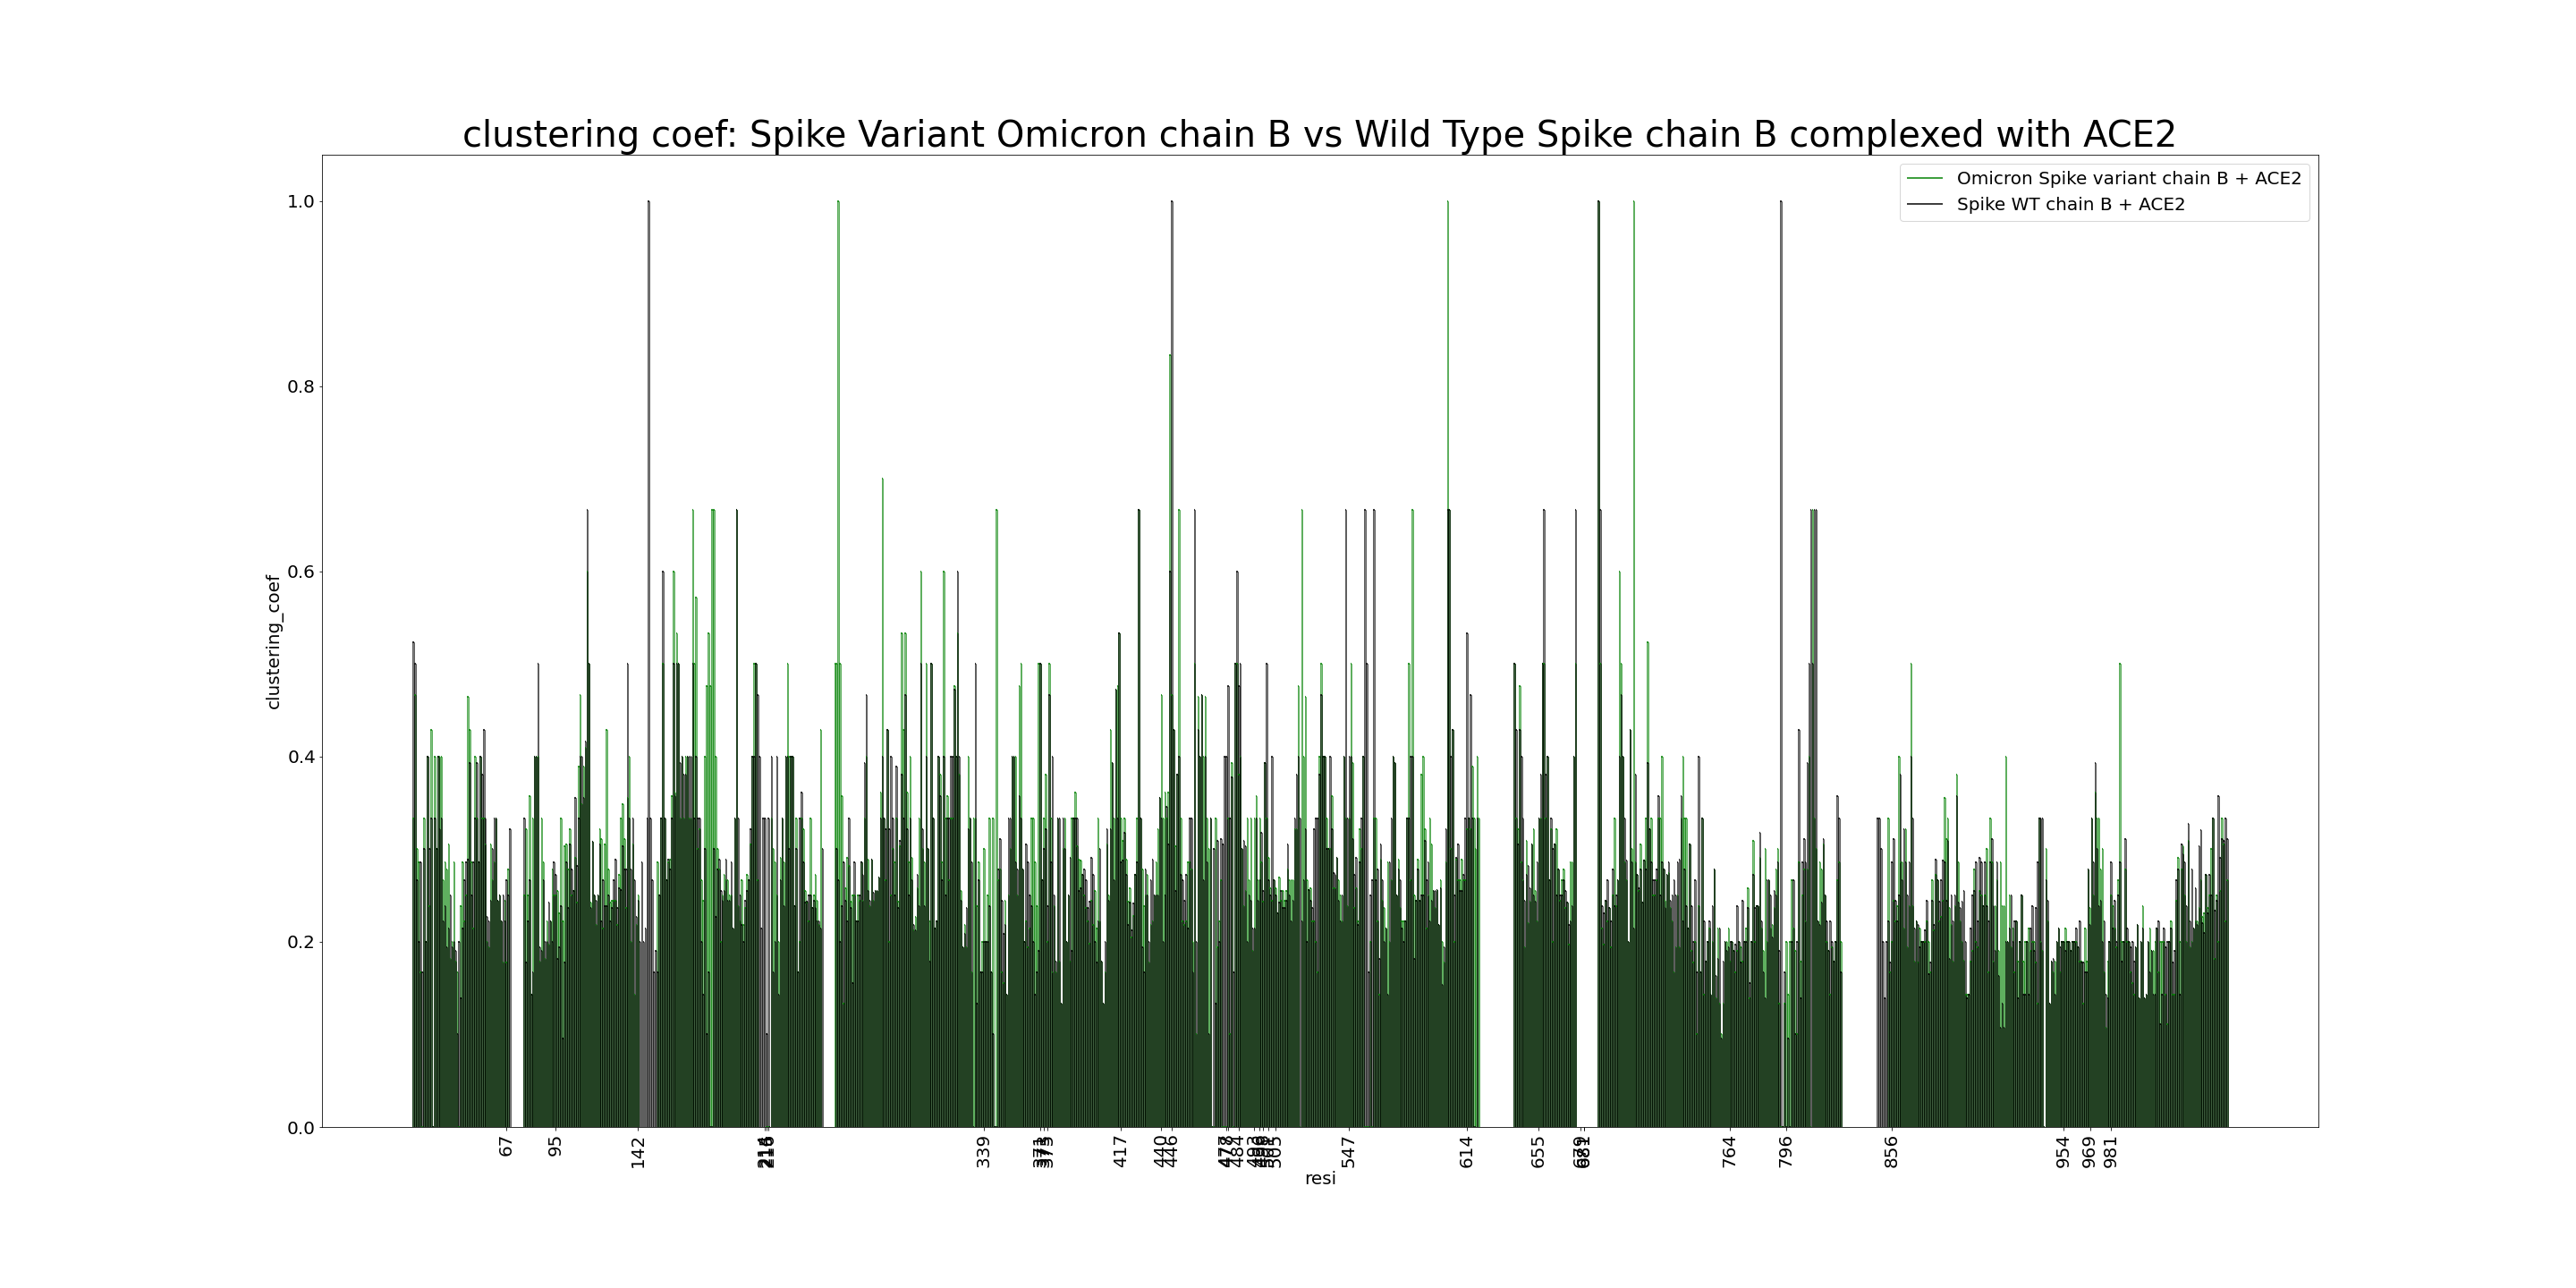 clustering coef: Spike Variant Omicron chain B vs Wild Type Spike chain B complexed with ACE2
Omicron Spike variant chain B + ACE2
Spike WT chain B + ACE2
clustering_coef
1.0
0.8
0.6
0.4
0.2
0.0
67 95 142 339 417 440 446 484 505 547 614 655 681 764 796 856 954 969 981
resi